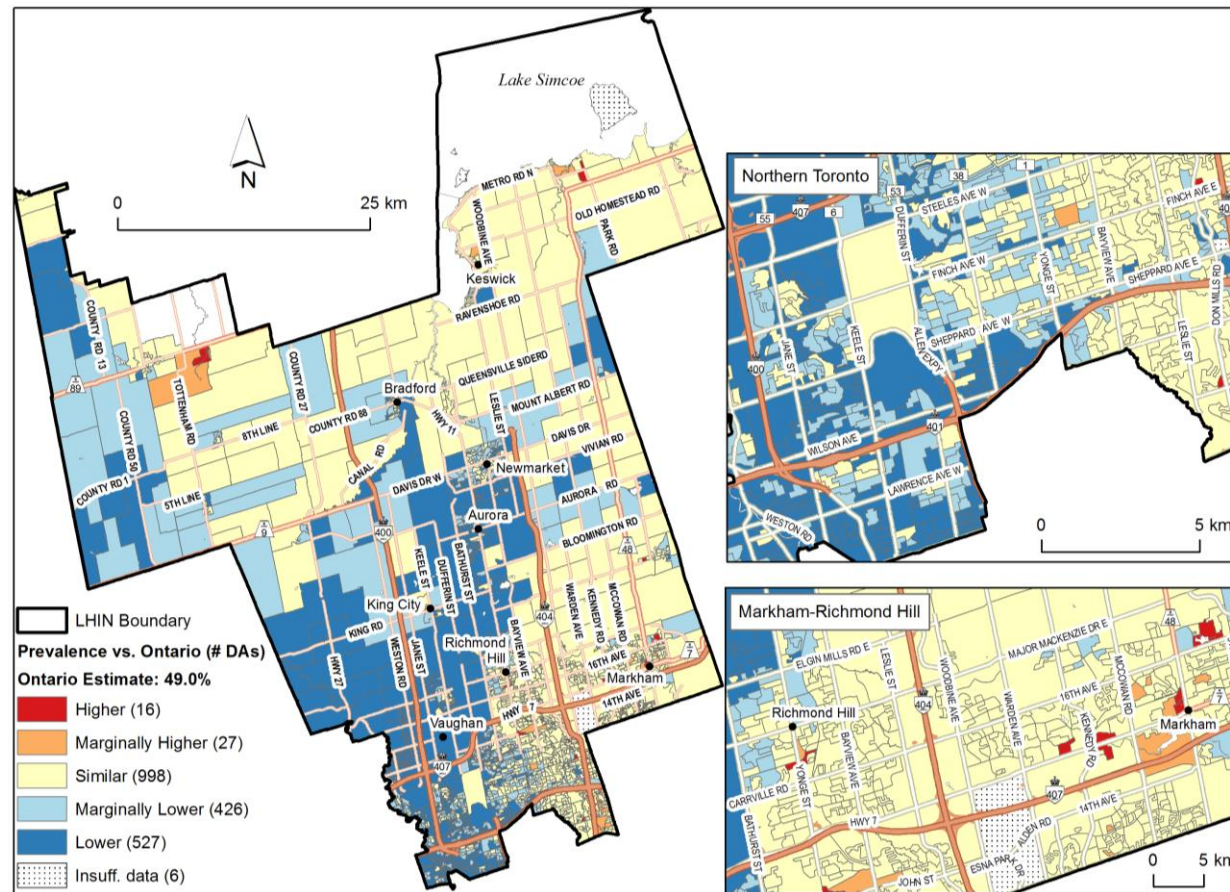 Lake Simcoe
N
0 25 km
METRO RD N
OLD HOMESTEAD RD
WOODBINE AVE
PARK RD
Keswick
RAVENSHOE RD
COUNTY RD 13
89
TOTTENHAM RD
COUNTY RD 27
QUEENSVILLE SIDERD
Bradford
LESLIE ST
MOUNT ALBERT RD
COUNTY RD 88
8TH LINE
HWY 11
COUNTY RD 50
DAVIS DR
VIVIAN RD
CANAL RD
Newmarket
COUNTY RD 1
5TH LINE
DAVIS DR W
AURORA RD
Aurora
9
400
BLOOMINGTON RD
48
KEELE ST
DUFFERIN ST
BATHURST ST
King City
KING RD
404
WARDEN AVE
KENNEDY RD
MCCOWAN RD
HWY 27
WESTON RD
JANE ST
Richmond
Hill
BAYVIEW AVE
16TH AVE
7
Markham
14TH AVE
HWY 7
Vaughan
407
LHIN Boundary
Prevalence vs. Ontario (# DAs)
Ontario Estimate: 49.0%
Higher (16)
Marginally Higher (27)
Similar (998)
Marginally Lower (426)
Lower (527)
Insuff. data (6)
Northern Toronto
1
38
53
STEELES AVE W
FINCH AVE E
407
6
55
DUFFERIN ST
40
BAYVIEW AVE
YONGE ST
FINCH AVE W
SHEPPARD AVE E
DON MILLS RD
JANE ST
KEELE ST
ALLEN EXPY
SHEPPARD AVE W
LESLIE ST
400
401
WILSON AVE
LAWRENCE AVE W
WESTON RD
0 5 km
Markham-Richmond Hill
48
ELGIN MILLS RD E
MAJOR MACKENZIE DR E
LESLIE ST
WOODBINE AVE
404
WARDEN AVE
16TH AVE
MCCOWAN RD
7
Richmond Hill
Markham
KENNEDY RD
BAYVIEW AVE
YONGE ST
CARRVILLE RD
407
BATHURST ST
HWY 7
14TH AVE
ALDEN RD
ESNA PARK DR
JOHN ST
0 5 km